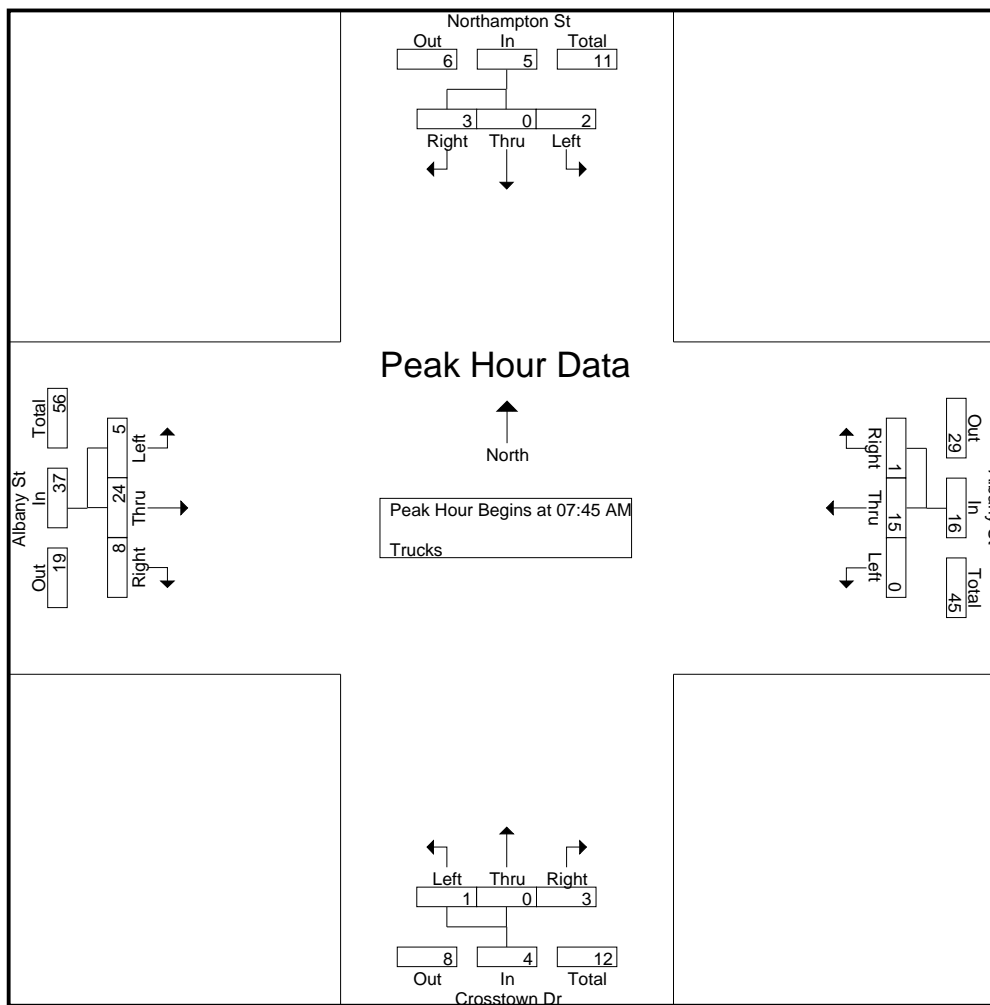 Northampton St
Out In Total
6 5 11
3 0 2
Right Thru Left
Peak Hour Data
North
Peak Hour Begins at 07:45 AM
Trucks
Albany St
Out In Total
19 37 56
8 24 5
Right Thru Left
Out In Total
29 16 45
1 15 0
Right Thru Left
Left Thru Right
1 0 3
8 4 12
Out In Total
Crosstown Dr